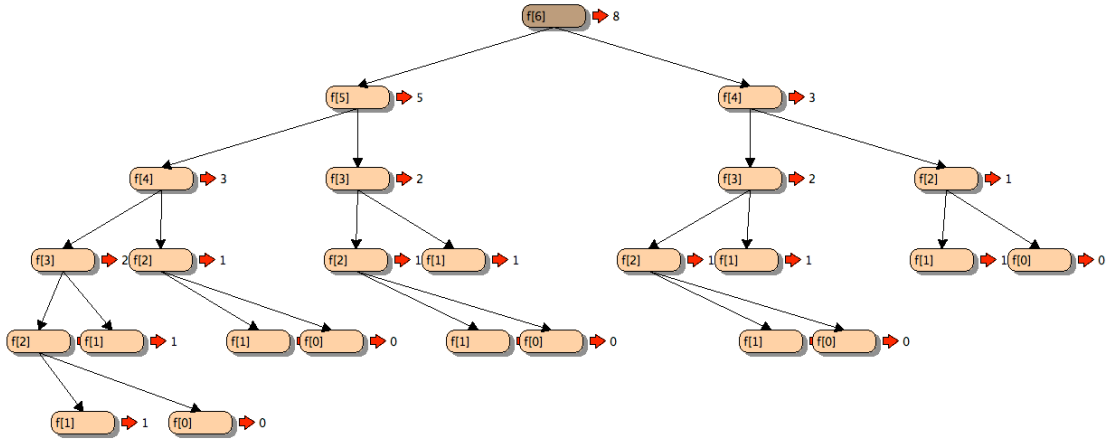 f[6] 8
f[5] 5 f[4] 3
f[4] 3 f[3] 2 f[3] 2 f[2] 1
f[3] 2 f[2] 1 f[2] 1 f[1] 1 f[2] 1 f[1] 1 f[1] 1 f[0] 0
f[2] f[1] 1 f[1] f[0] 0 f[1] f[0] 0 f[1] f[0] 0
f[1] 1 f[0] 0